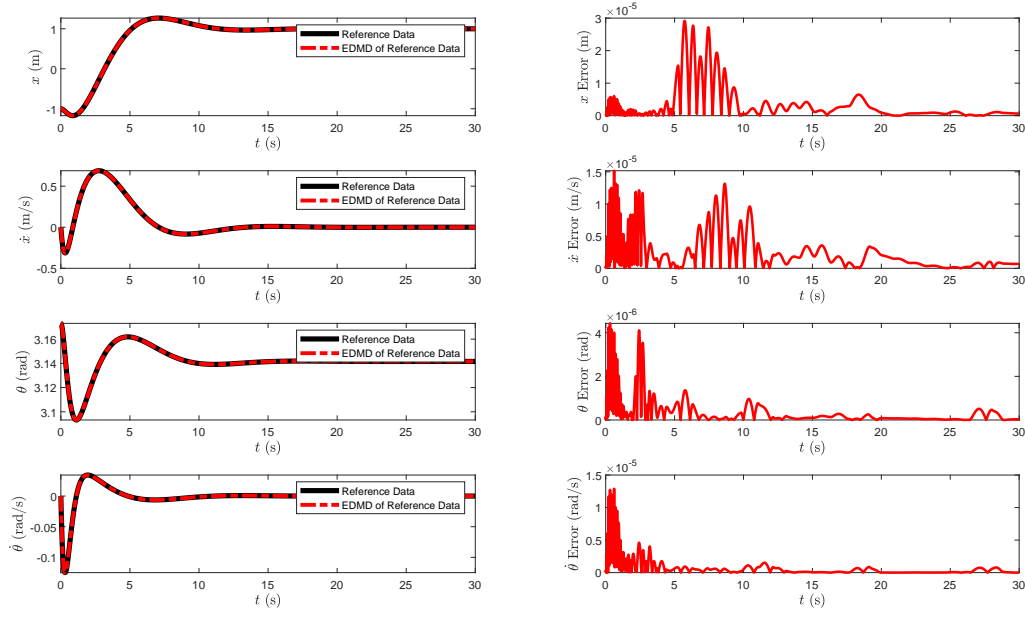 1
0
-1
x (m)
Reference Data
EDMD of Reference Data
0 5 10 15 20 25 30
t (s)
×10⁻⁵
3
2
1
0
x Error (m)
0 5 10 15 20 25 30
t (s)
0.5
0
-0.5
ẋ (m/s)
Reference Data
EDMD of Reference Data
0 5 10 15 20 25 30
t (s)
×10⁻⁵
1.5
1
0.5
0
ẋ Error (m/s)
0 5 10 15 20 25 30
t (s)
3.16
3.14
3.12
3.1
θ (rad)
Reference Data
EDMD of Reference Data
0 5 10 15 20 25 30
t (s)
×10⁻⁶
4
2
0
θ Error (rad)
0 5 10 15 20 25 30
t (s)
0
-0.05
-0.1
θ̇ (rad/s)
Reference Data
EDMD of Reference Data
0 5 10 15 20 25 30
t (s)
×10⁻⁵
1.5
1
0.5
0
θ̇ Error (rad/s)
0 5 10 15 20 25 30
t (s)